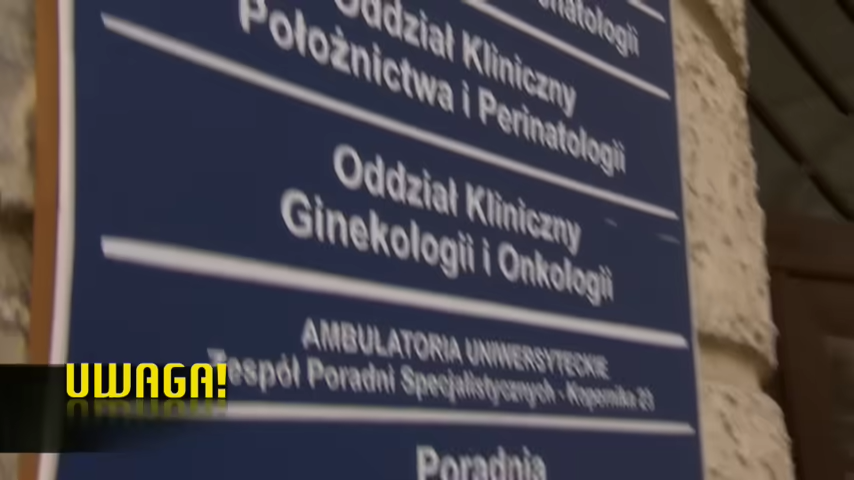 Perinatologii
Oddział Kliniczny
Położnictwa i Perinatologii
Oddział Kliniczny
Ginekologii i Onkologii
AMBULATORIA UNIWERSYTECKIE
Zespół Poradni Specjalistycznych - Kopernika 23
UWAGA!
Poradnia